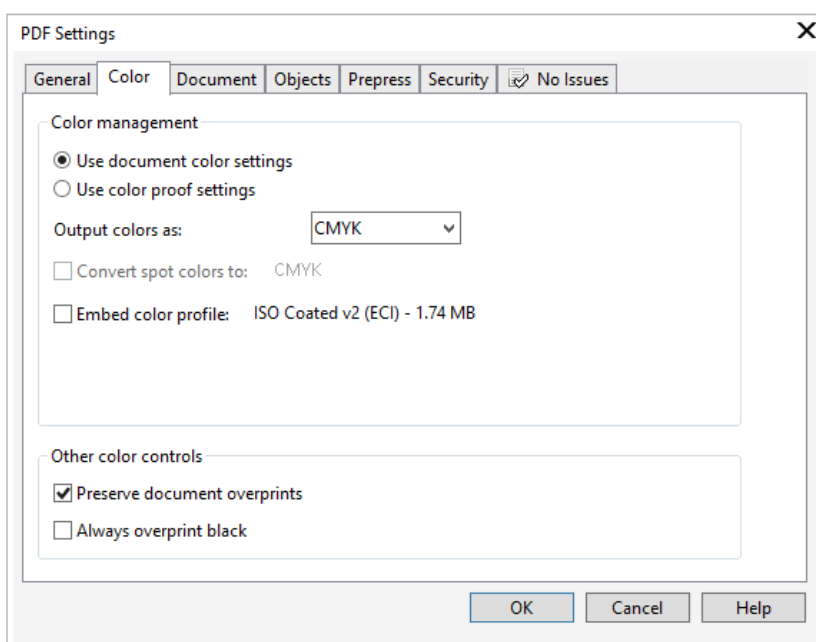 PDF Settings
General Color Document Objects Prepress Security No Issues
Color management
Use document color settings
Use color proof settings
Output colors as: CMYK
Convert spot colors to: CMYK
Embed color profile: ISO Coated v2 (ECI) - 1.74 MB
Other color controls
Preserve document overprints
Always overprint black
OK Cancel Help